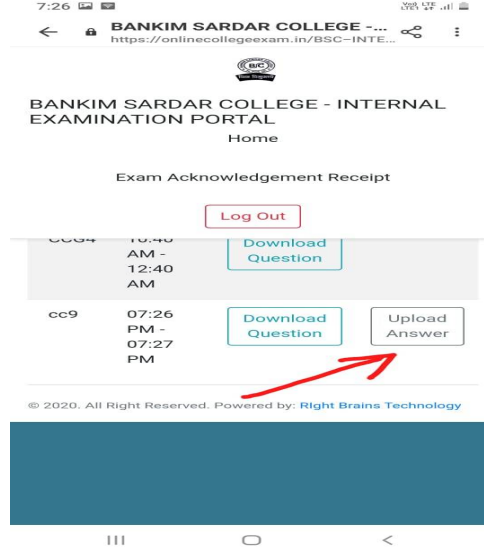 7:26
BANKIM SARDAR COLLEGE -...
https://onlinecollegeexam.in/BSC-INTE...
BANKIM SARDAR COLLEGE - INTERNAL
EXAMINATION PORTAL
Home
Exam Acknowledgement Receipt
Log Out
CCG4 10:40 Download
AM - Question
12:40
AM
cc9 07:26 Download Upload
PM - Question Answer
07:27
PM
© 2020. All Right Reserved. Powered by: RIght Brains Technology